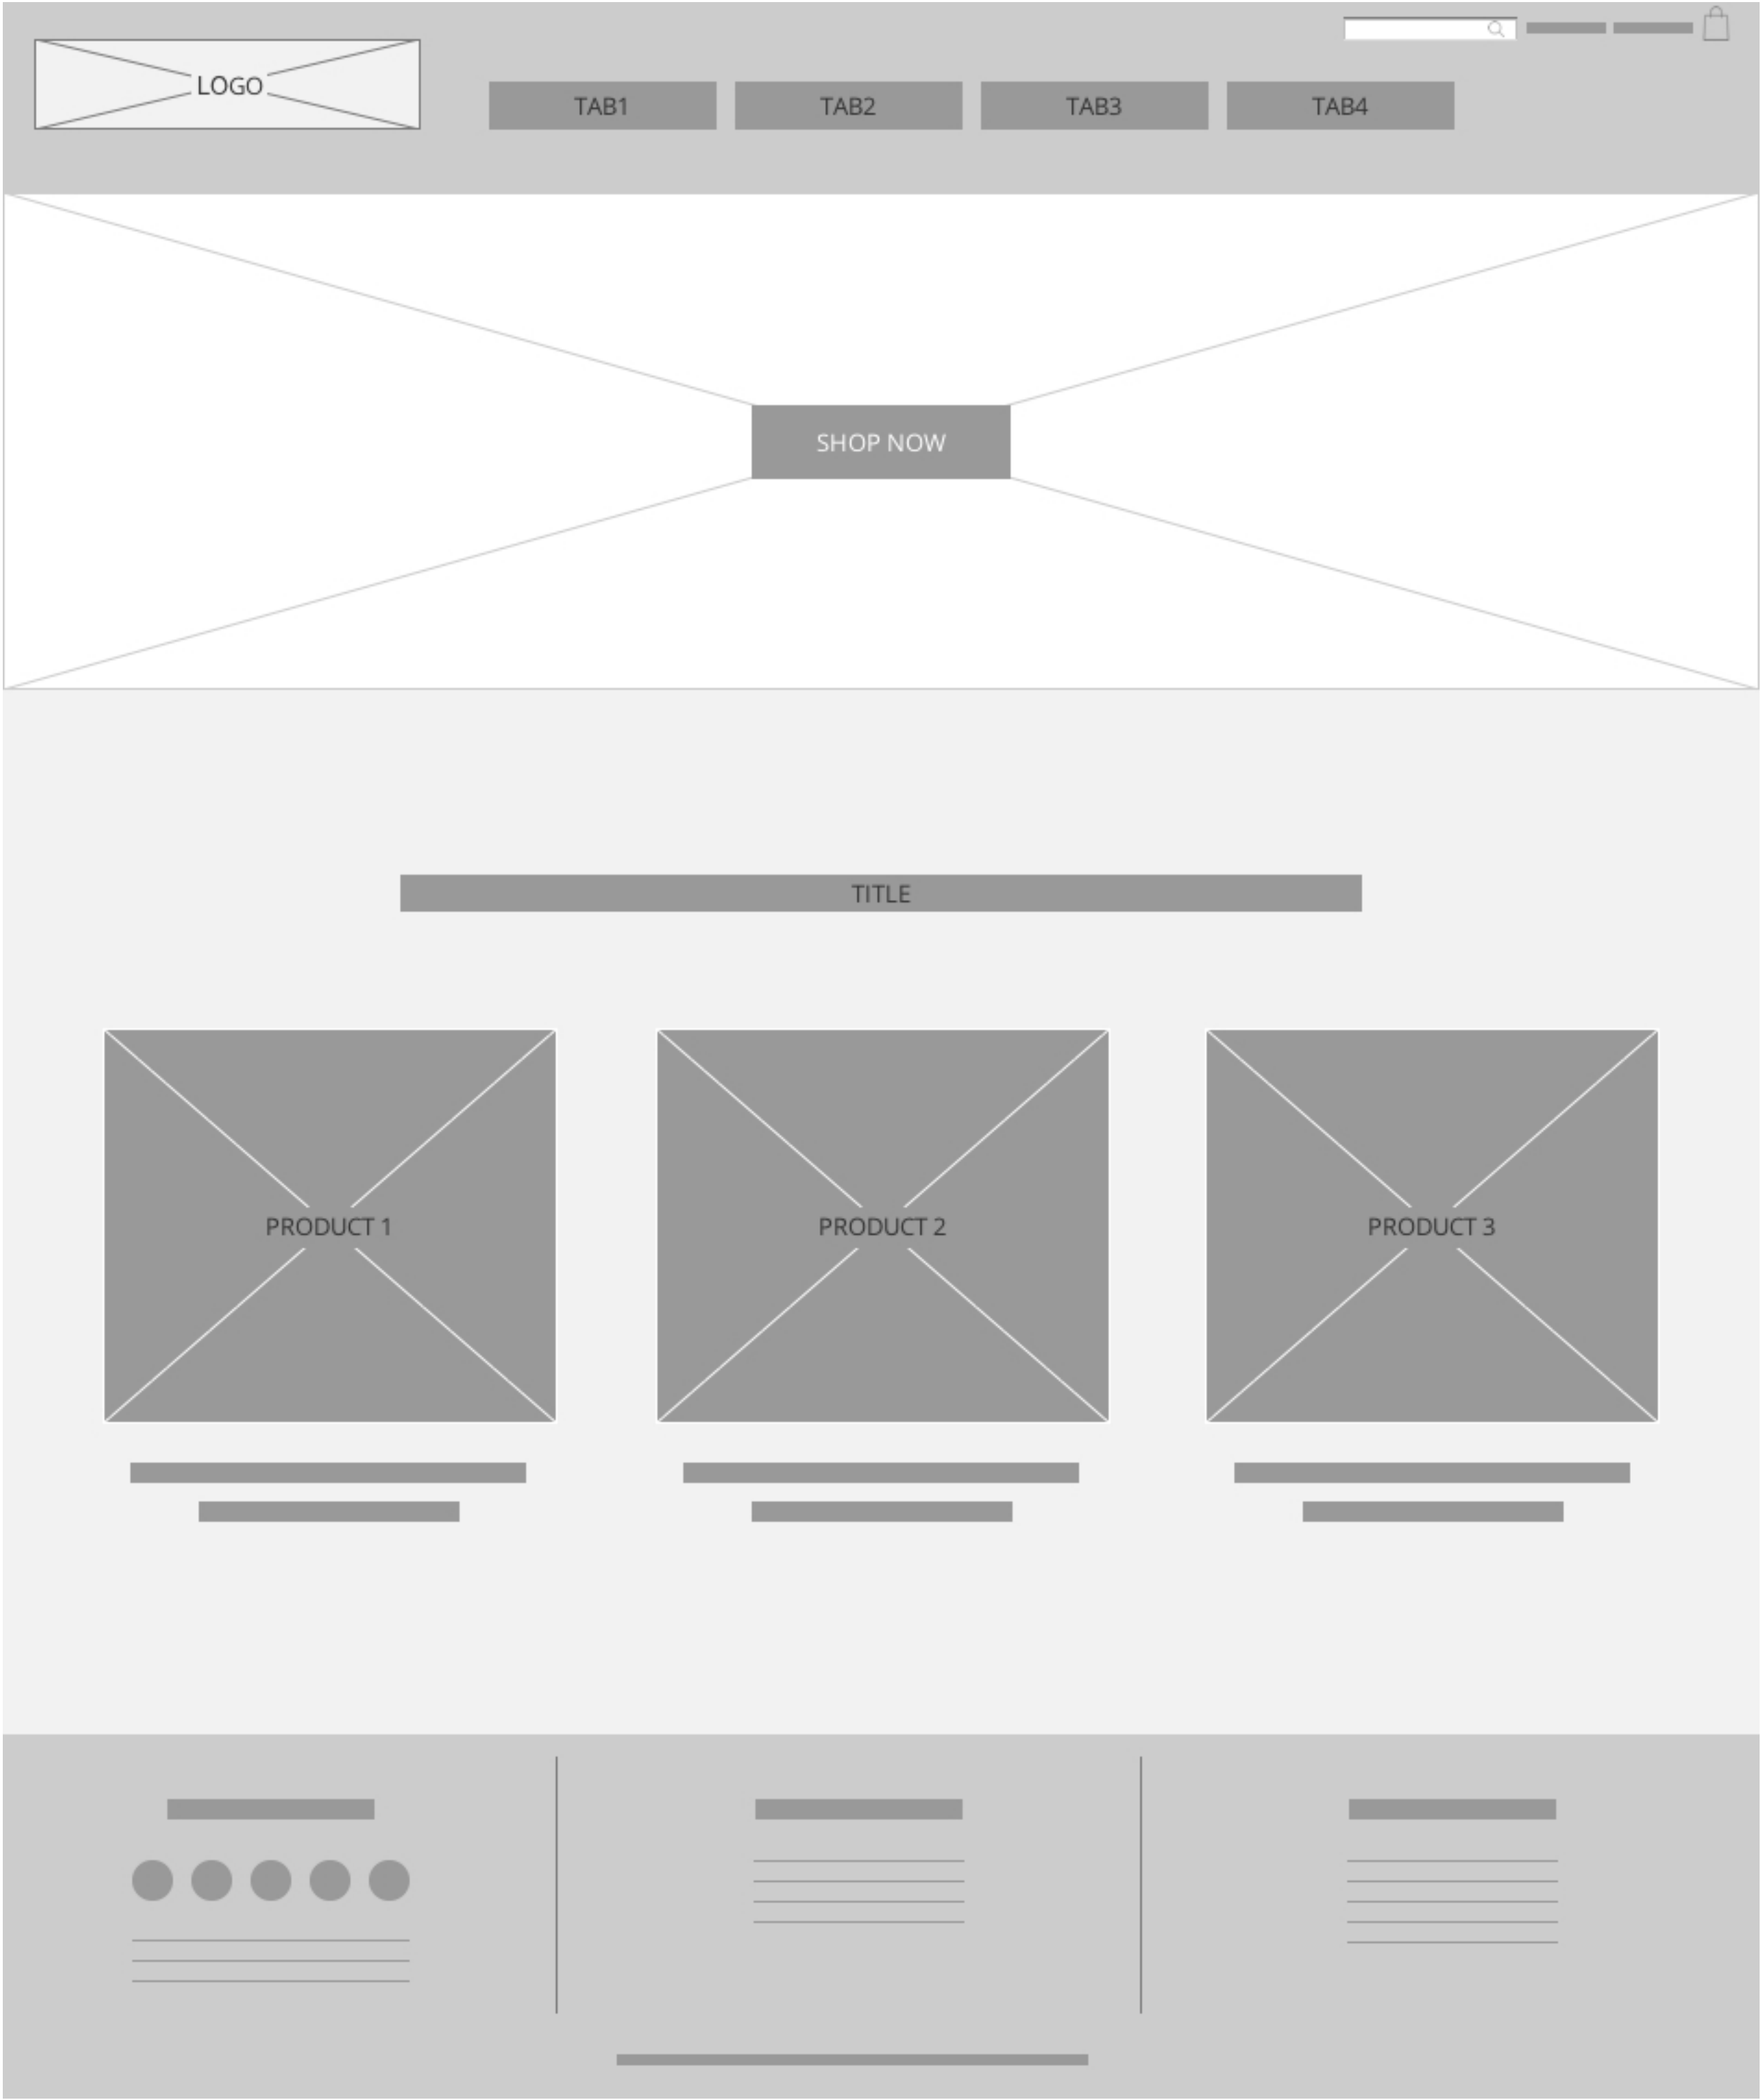 LOGO
TAB1
TAB2
TAB3
TAB4
SHOP NOW
TITLE
PRODUCT 1
PRODUCT 2
PRODUCT 3